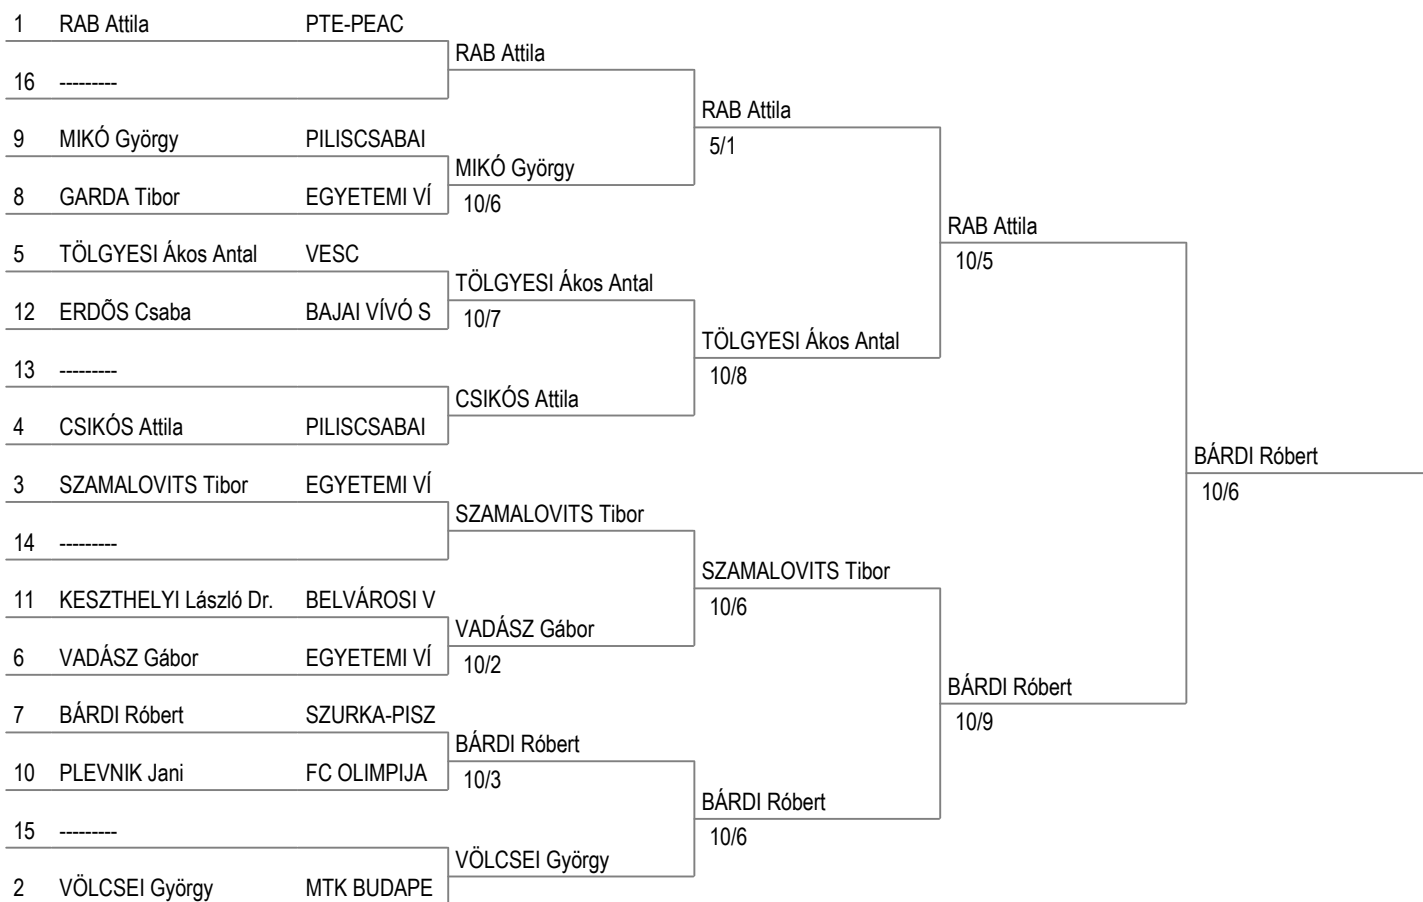 1 RAB Attila PTE-PEAC
RAB Attila
16 ---------
RAB Attila
5/1
9 MIKÓ György PILISCSABAI
MIKÓ György
10/6
8 GARDA Tibor EGYETEMI VÍ
RAB Attila
10/5
5 TÖLGYESI Ákos Antal VESC
TÖLGYESI Ákos Antal
10/7
12 ERDÕS Csaba BAJAI VÍVÓ S
TÖLGYESI Ákos Antal
10/8
13 ---------
CSIKÓS Attila
4 CSIKÓS Attila PILISCSABAI
BÁRDI Róbert
10/6
3 SZAMALOVITS Tibor EGYETEMI VÍ
SZAMALOVITS Tibor
14 ---------
SZAMALOVITS Tibor
10/6
11 KESZTHELYI László Dr. BELVÁROSI V
VADÁSZ Gábor
10/2
6 VADÁSZ Gábor EGYETEMI VÍ
BÁRDI Róbert
10/9
7 BÁRDI Róbert SZURKA-PISZ
BÁRDI Róbert
10/3
10 PLEVNIK Jani FC OLIMPIJA
BÁRDI Róbert
10/6
15 ---------
VÖLCSEI György
2 VÖLCSEI György MTK BUDAPE